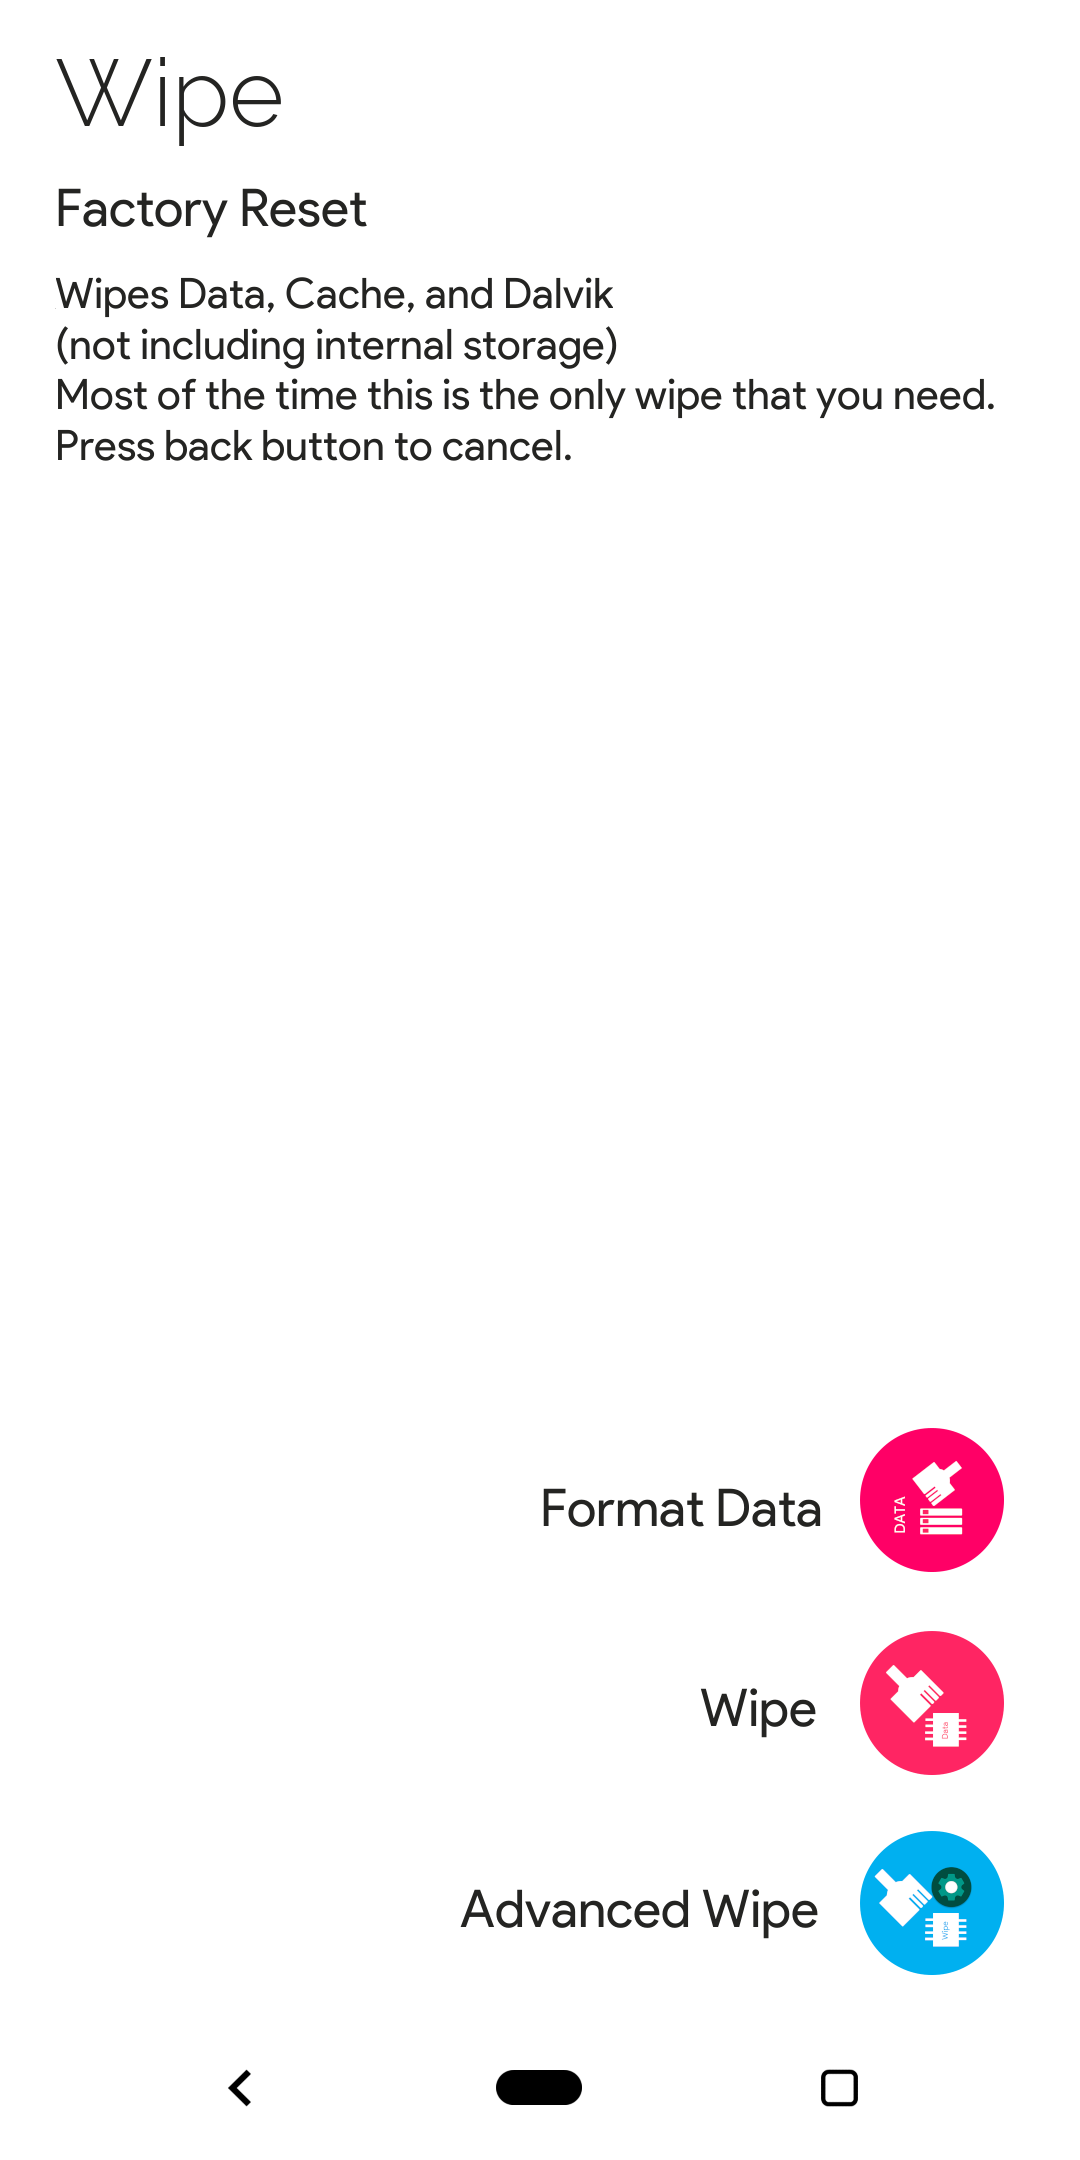 Wipe
Factory Reset
Wipes Data, Cache, and Dalvik
(not including internal storage)
Most of the time this is the only wipe that you need.
Press back button to cancel.
Format Data
DATA
Wipe
Data
Advanced Wipe
Wipe